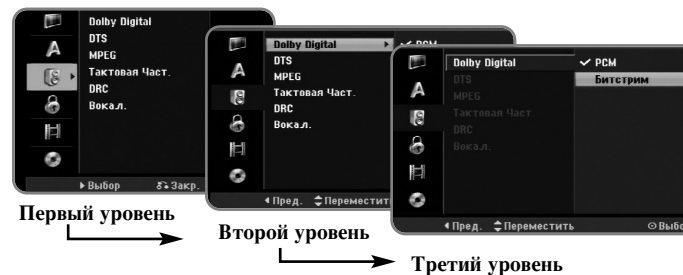 Dolby Digital
DTS
MPEG
Тактовая Част.
DRC
Вокал.
Выбор Закр.
Первый уровень
A
Dolby Digital PCM
DTS
MPEG
Тактовая Част.
DRC
Вокал.
Пред. Переместит
Второй уровень
A
Dolby Digital ✓ PCM
DTS Битстрим
MPEG
Тактовая Част.
DRC
Вокал.
Пред. Переместить Выбо
Третий уровень
A